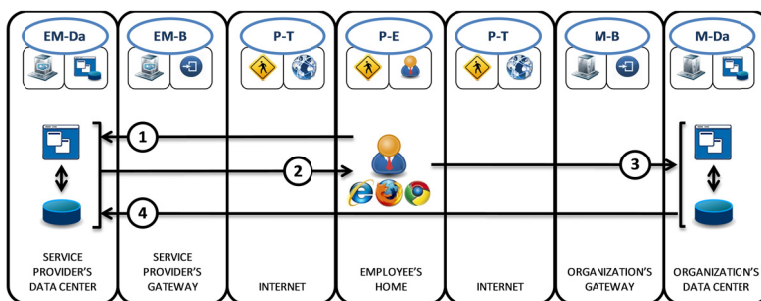 EM-Da
EM-B
P-T
P-E
P-T
M-B
M-Da
1
2
3
4
SERVICE
PROVIDER'S
DATA CENTER
SERVICE
PROVIDER'S
GATEWAY
INTERNET
EMPLOYEE'S
HOME
INTERNET
ORGANIZATION'S
GATEWAY
ORGANIZATION'S
DATA CENTER